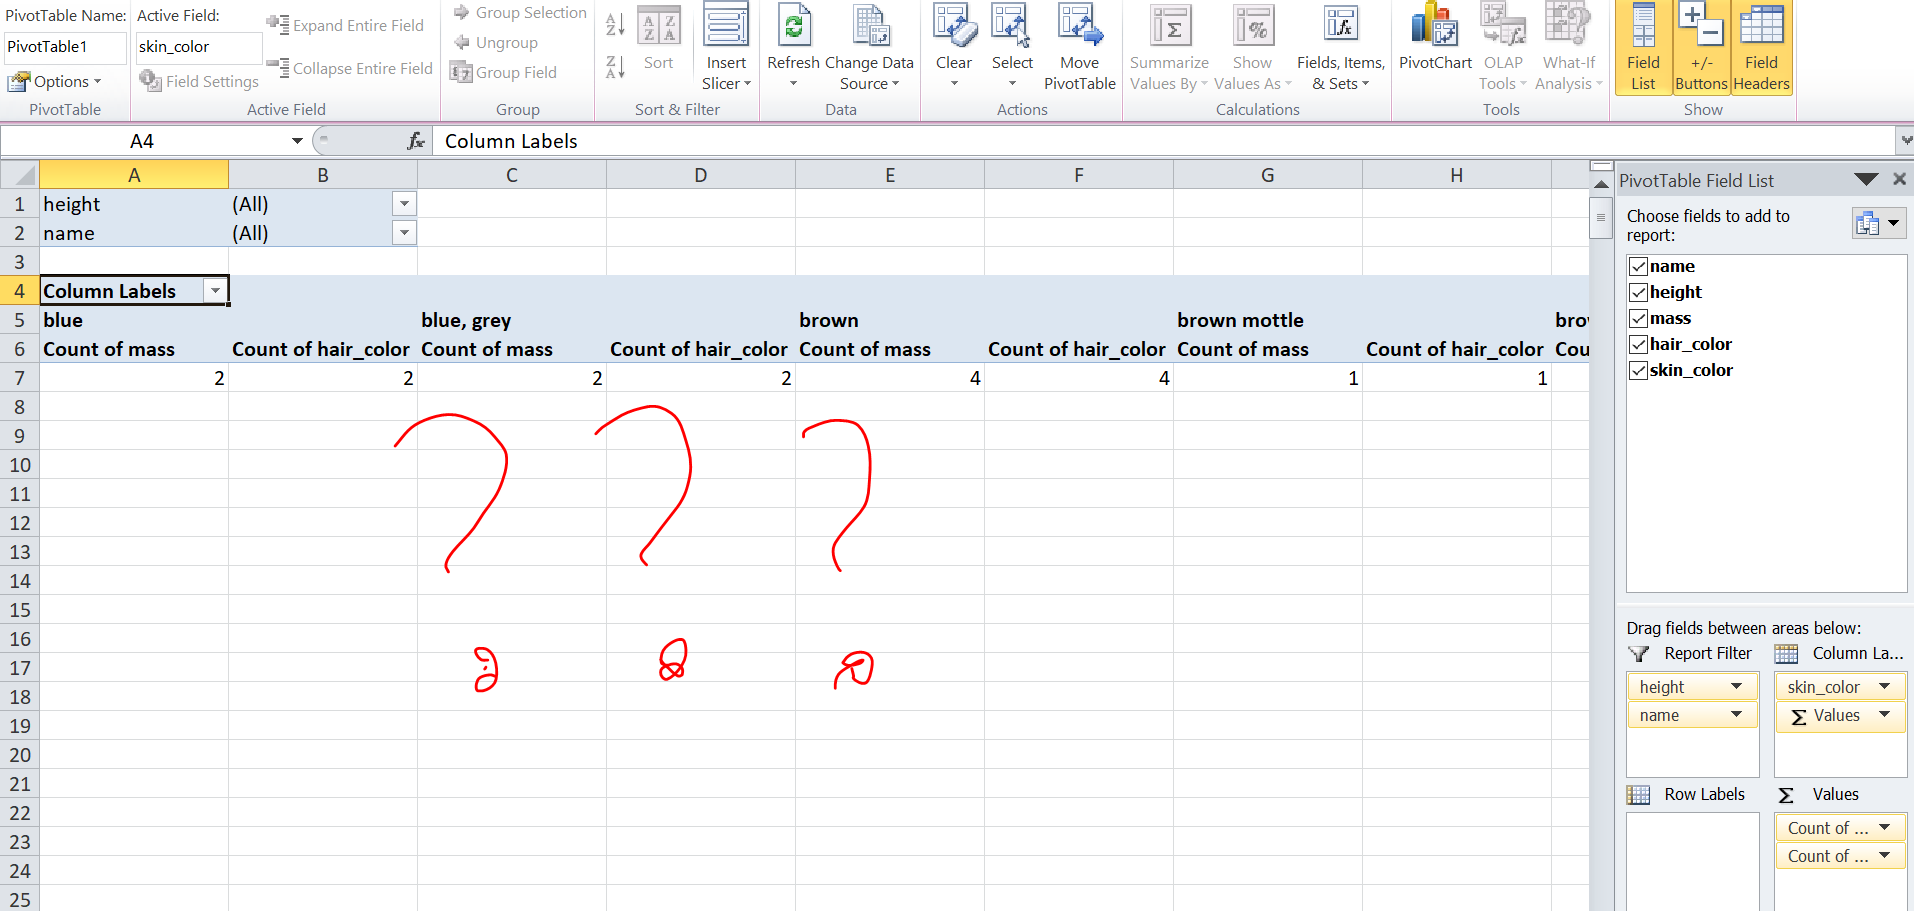 PivotTable Name: Active Field: Expand Entire Field Group Selection
PivotTable1 skin_color Collapse Entire Field Ungroup Sort Insert Slicer Refresh Change Data Source Clear Select Move PivotTable Summarize Values By Show Values As Fields, Items, & Sets PivotChart OLAP Tools What-If Analysis Field List +/- Buttons Field Headers
Options Field Settings Group Field
PivotTable Active Field Group Sort & Filter Data Actions Calculations Tools Show
A4 fx Column Labels
A B C D E F G H
1 height (All)
2 name (All)
3
4 Column Labels
5 blue blue, grey brown brown mottle brow
6 Count of mass Count of hair_color Count of mass Count of hair_color Count of mass Count of hair_color Count of mass Count of hair_color Cou
7 2 2 2 2 4 4 1 1
8
9
10
11
12
13
14
15
16
17
18
19
20
21
22
23
24
25
PivotTable Field List
Choose fields to add to
report:
name
height
mass
hair_color
skin_color
Drag fields between areas below:
Report Filter Column La...
height skin_color
name Σ Values
Row Labels Σ Values
Count of ...
Count of ...